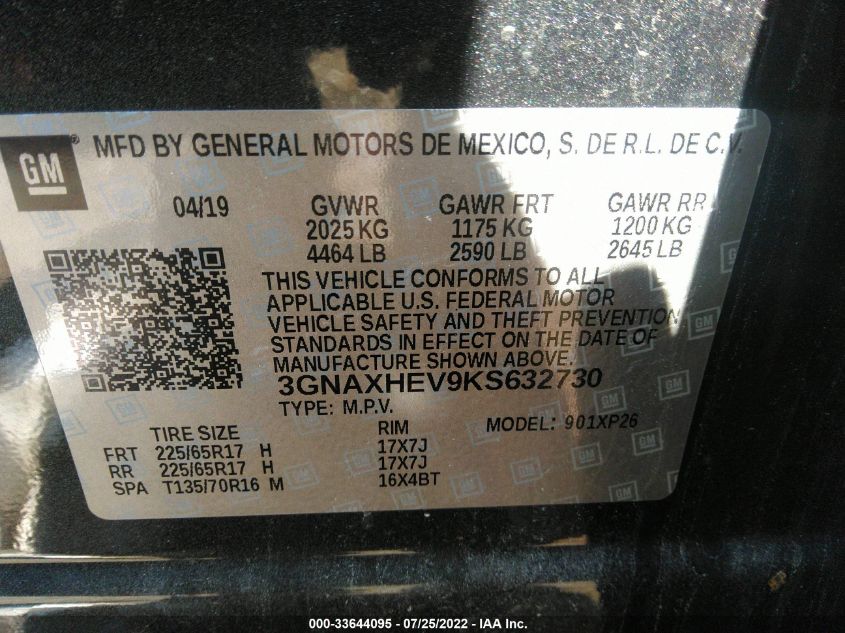 GM
® MFD BY GENERAL MOTORS DE MEXICO, S. DE R.L. DE C.V.
04/19 GVWR GAWR FRT GAWR RR
2025 KG 1175 KG 1200 KG
4464 LB 2590 LB 2645 LB
THIS VEHICLE CONFORMS TO ALL
APPLICABLE U.S. FEDERAL MOTOR
VEHICLE SAFETY AND THEFT PREVENTION
STANDARDS IN EFFECT ON THE DATE OF
MANUFACTURE SHOWN ABOVE.
3GNAXHEV9KS632730
TYPE: M.P.V. MODEL: 901XP26
TIRE SIZE RIM
FRT 225/65R17 H 17X7J
RR 225/65R17 H 17X7J
SPA T135/70R16 M 16X4BT
000-33644095 - 07/25/2022 - IAA Inc.